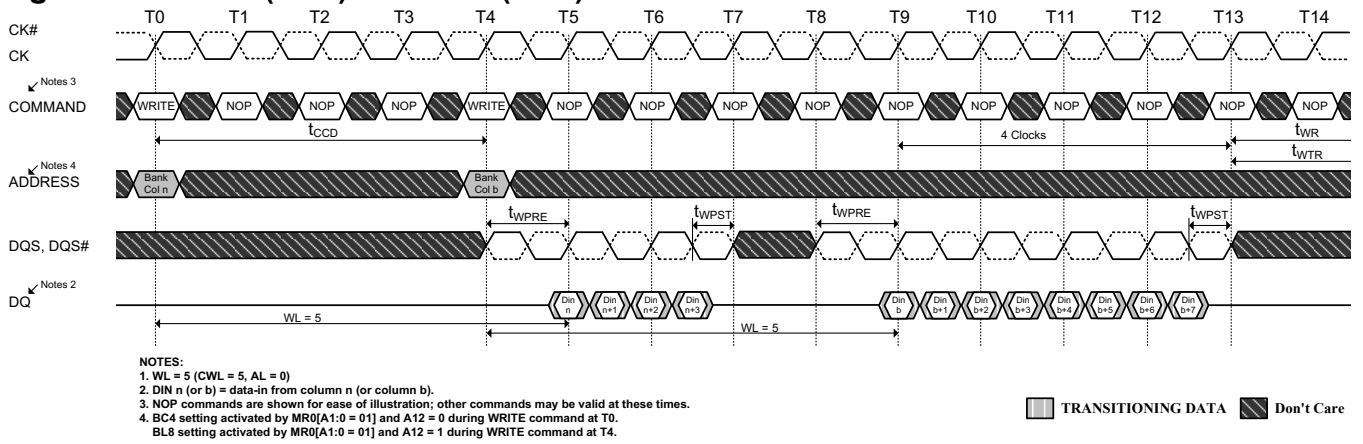 T0 T1 T2 T3 T4 T5 T6 T7 T8 T9 T10 T11 T12 T13 T14
CK#
CK
Notes 3
COMMAND
WRITE NOP NOP NOP WRITE NOP NOP NOP NOP NOP NOP NOP NOP NOP NOP
tCCD
4 Clocks
tWR
tWTR
Notes 4
ADDRESS
Bank
Col n
Bank
Col b
tWPRE tWPST tWPRE tWPST
DQS, DQS#
Notes 2
DQ
Din
n
Din
n+1
Din
n+2
Din
n+3
Din
b
Din
b+1
Din
b+2
Din
b+3
Din
b+4
Din
b+5
Din
b+6
Din
b+7
WL = 5
WL = 5
NOTES:
1. WL = 5 (CWL = 5, AL = 0)
2. DIN n (or b) = data-in from column n (or column b).
3. NOP commands are shown for ease of illustration; other commands may be valid at these times.
4. BC4 setting activated by MR0[A1:0 = 01] and A12 = 0 during WRITE command at T0.
BL8 setting activated by MR0[A1:0 = 01] and A12 = 1 during WRITE command at T4.
TRANSITIONING DATA
Don't Care